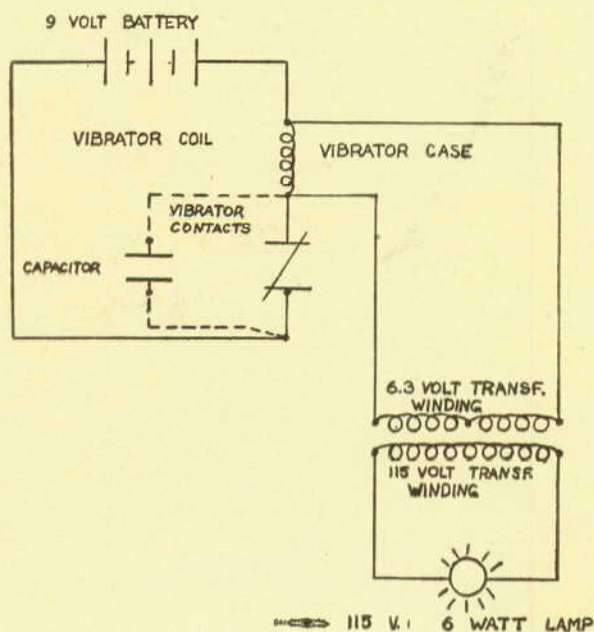 9 VOLT BATTERY
VIBRATOR COIL
VIBRATOR CASE
VIBRATOR
CONTACTS
CAPACITOR
6.3 VOLT TRANSF.
WINDING
115 VOLT TRANSF.
WINDING
115 V. 6 WATT LAMP